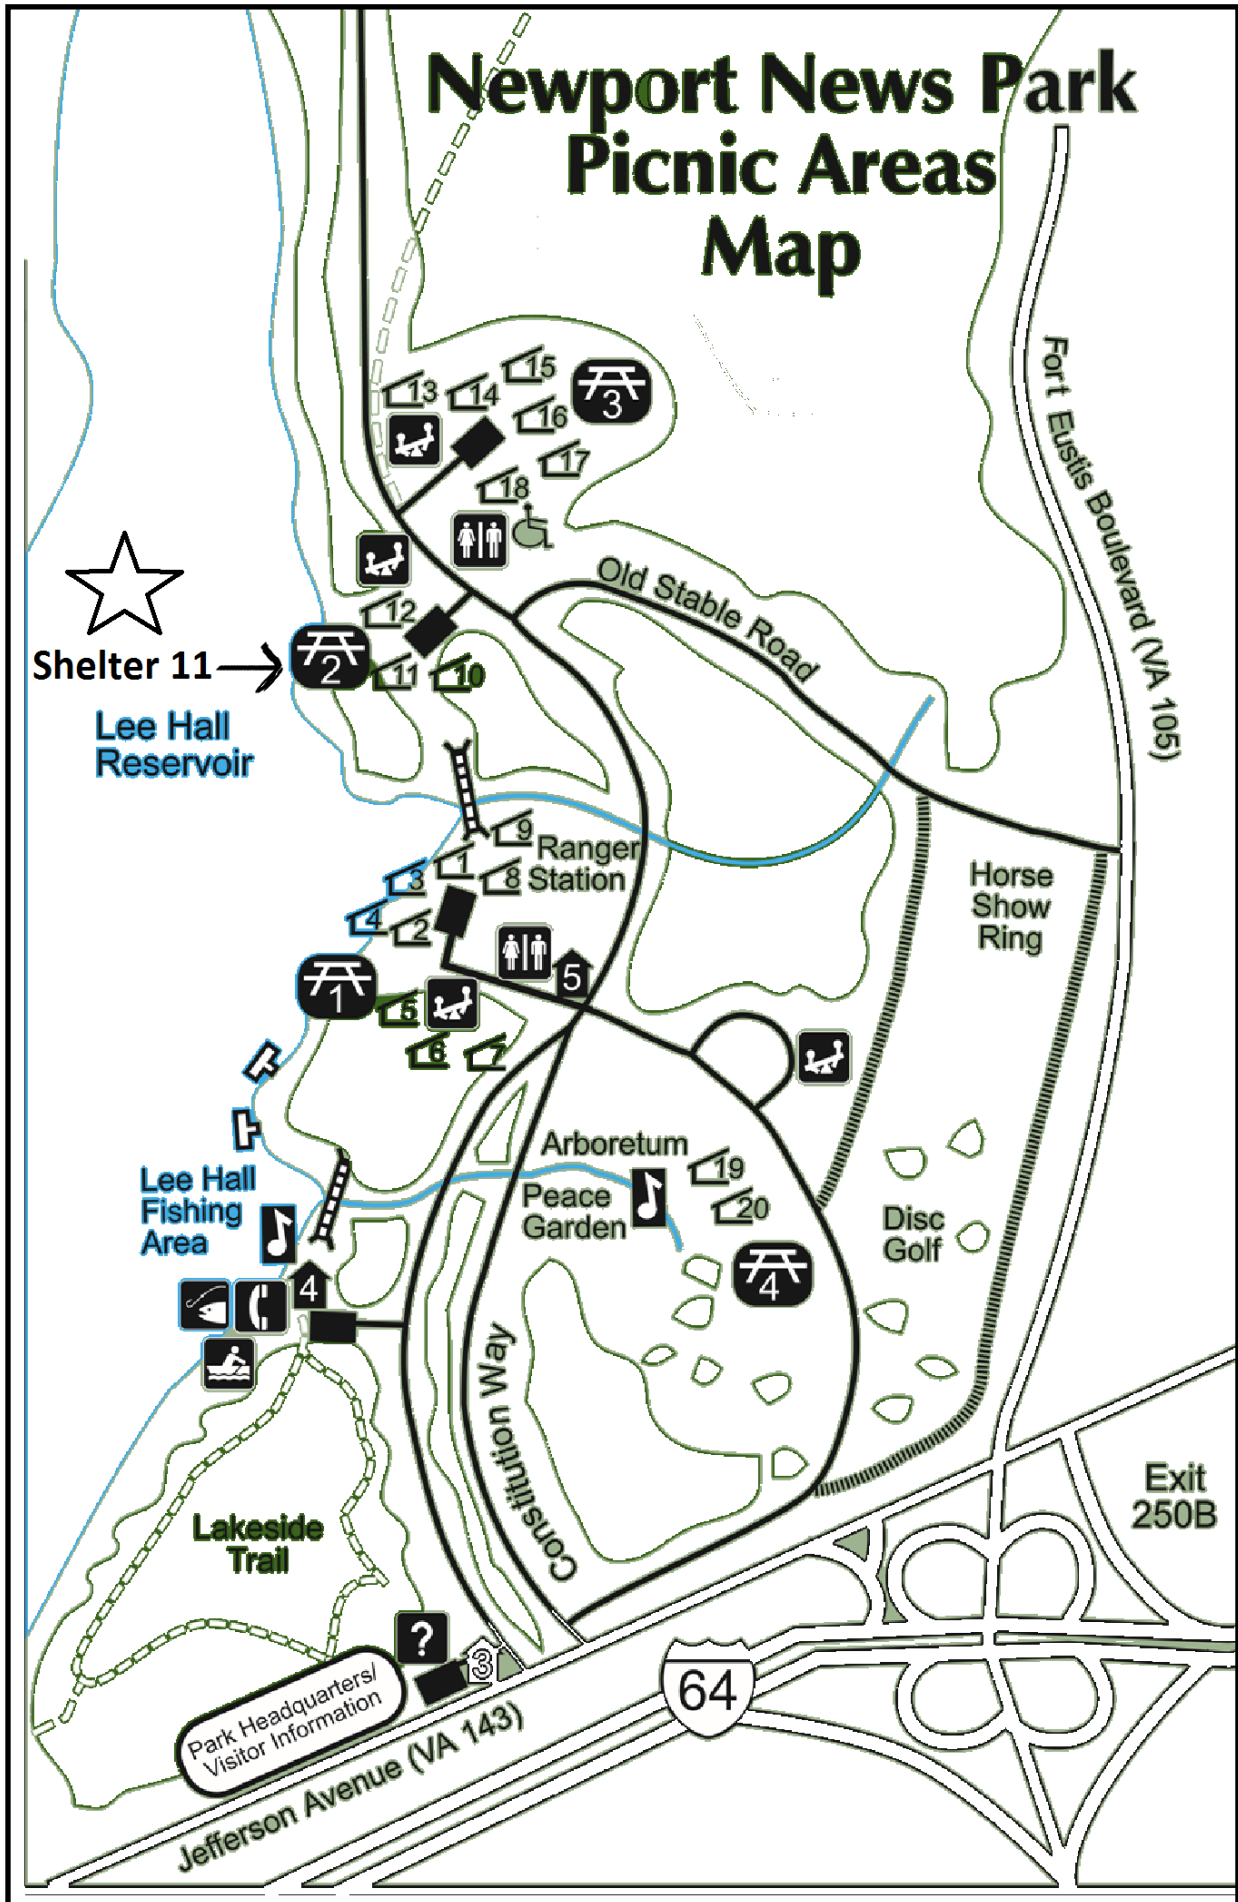 Newport News Park
Picnic Areas
Map
Fort Eustis Boulevard (VA 105)
15
13
14
3
16
17
18
Old Stable Road
12
Shelter 11
2
11
10
Lee Hall
Reservoir
9
Ranger
Station
1
3
8
4
2
Horse
Show
Ring
5
1
5
6
7
Arboretum
19
Peace
Garden
20
Lee Hall
Fishing
Area
Disc
Golf
4
4
Constitution Way
Exit
250B
Lakeside
Trail
?
3
Park Headquarters/
Visitor Information
64
Jefferson Avenue (VA 143)